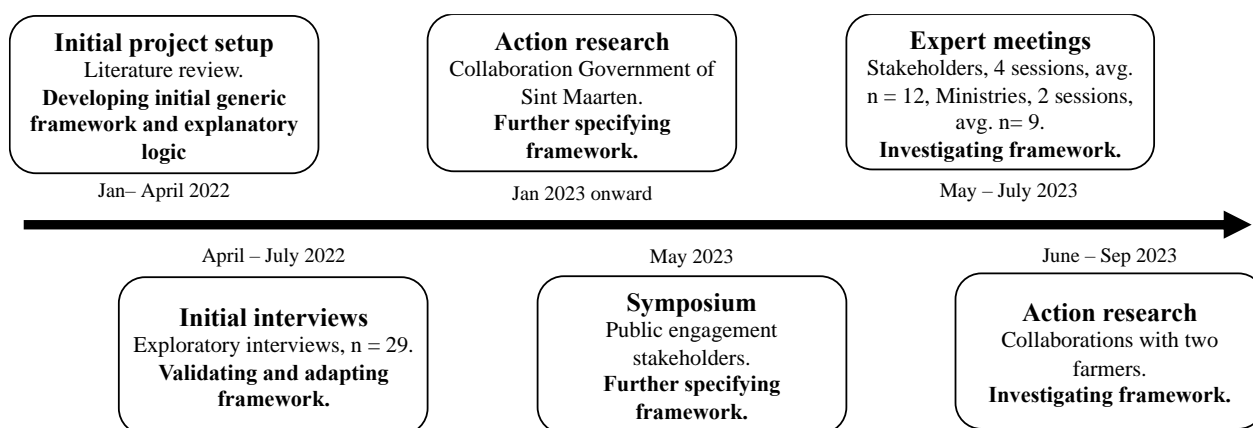 Initial project setup
Literature review.
Developing initial generic
framework and explanatory
logic
Jan– April 2022
Action research
Collaboration Government of
Sint Maarten.
Further specifying
framework.
Jan 2023 onward
Expert meetings
Stakeholders, 4 sessions, avg.
n = 12, Ministries, 2 sessions,
avg. n= 9.
Investigating framework.
May – July 2023
April – July 2022
Initial interviews
Exploratory interviews, n = 29.
Validating and adapting
framework.
May 2023
Symposium
Public engagement
stakeholders.
Further specifying
framework.
June – Sep 2023
Action research
Collaborations with two
farmers.
Investigating framework.